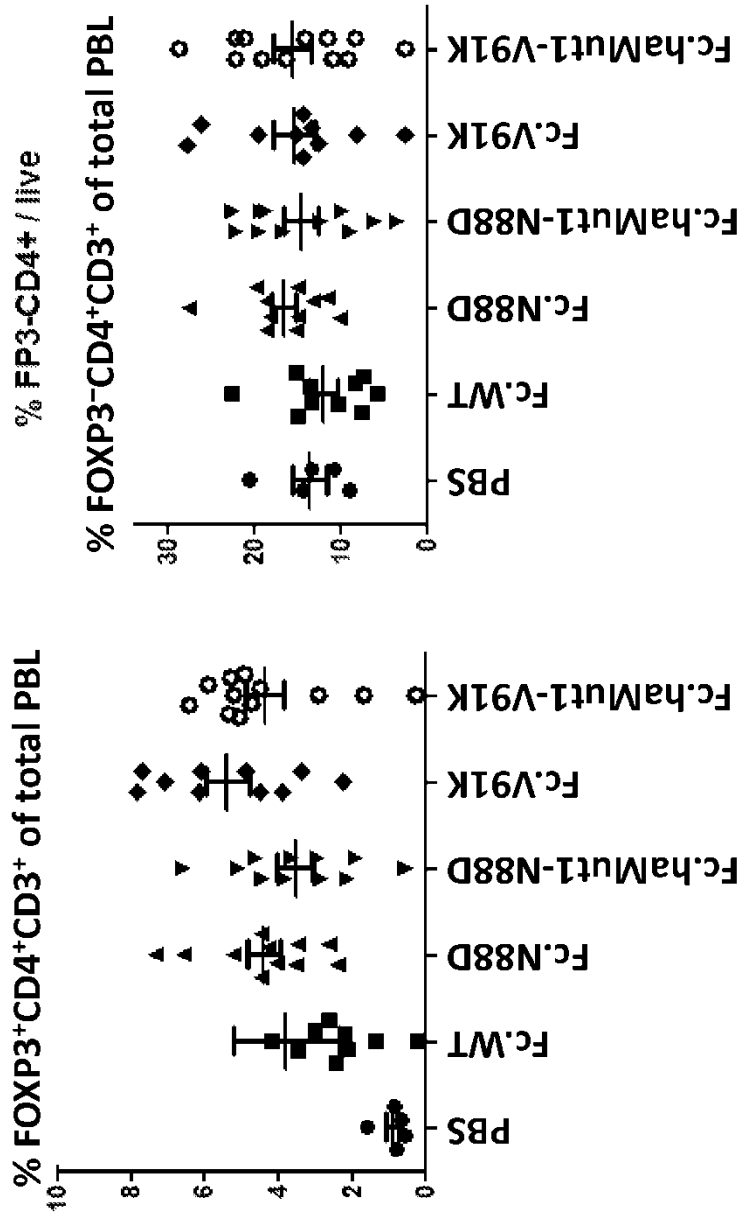 % FOXP3⁺CD4⁺CD3⁺ of total PBL
10
8
6
4
2
0
PBS
Fc.WT
Fc.N88D
Fc.haMut1-N88D
Fc.V91K
Fc.haMut1-V91K
% FP3-CD4+ / live
% FOXP3⁻CD4⁺CD3⁺ of total PBL
30
20
10
0
PBS
Fc.WT
Fc.N88D
Fc.haMut1-N88D
Fc.V91K
Fc.haMut1-V91K